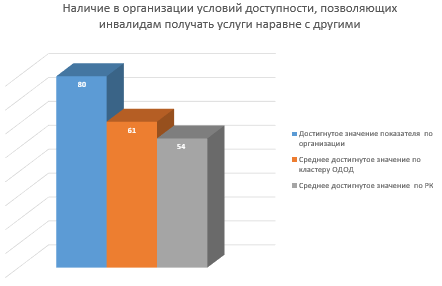 Наличие в организации условий доступности, позволяющих
инвалидам получать услуги наравне с другими
80
61
54
Достигнутое значение показателя по
организации
Среднее достигнутое значение по
кластеру ОДОД
Среднее достигнутое значение по РК